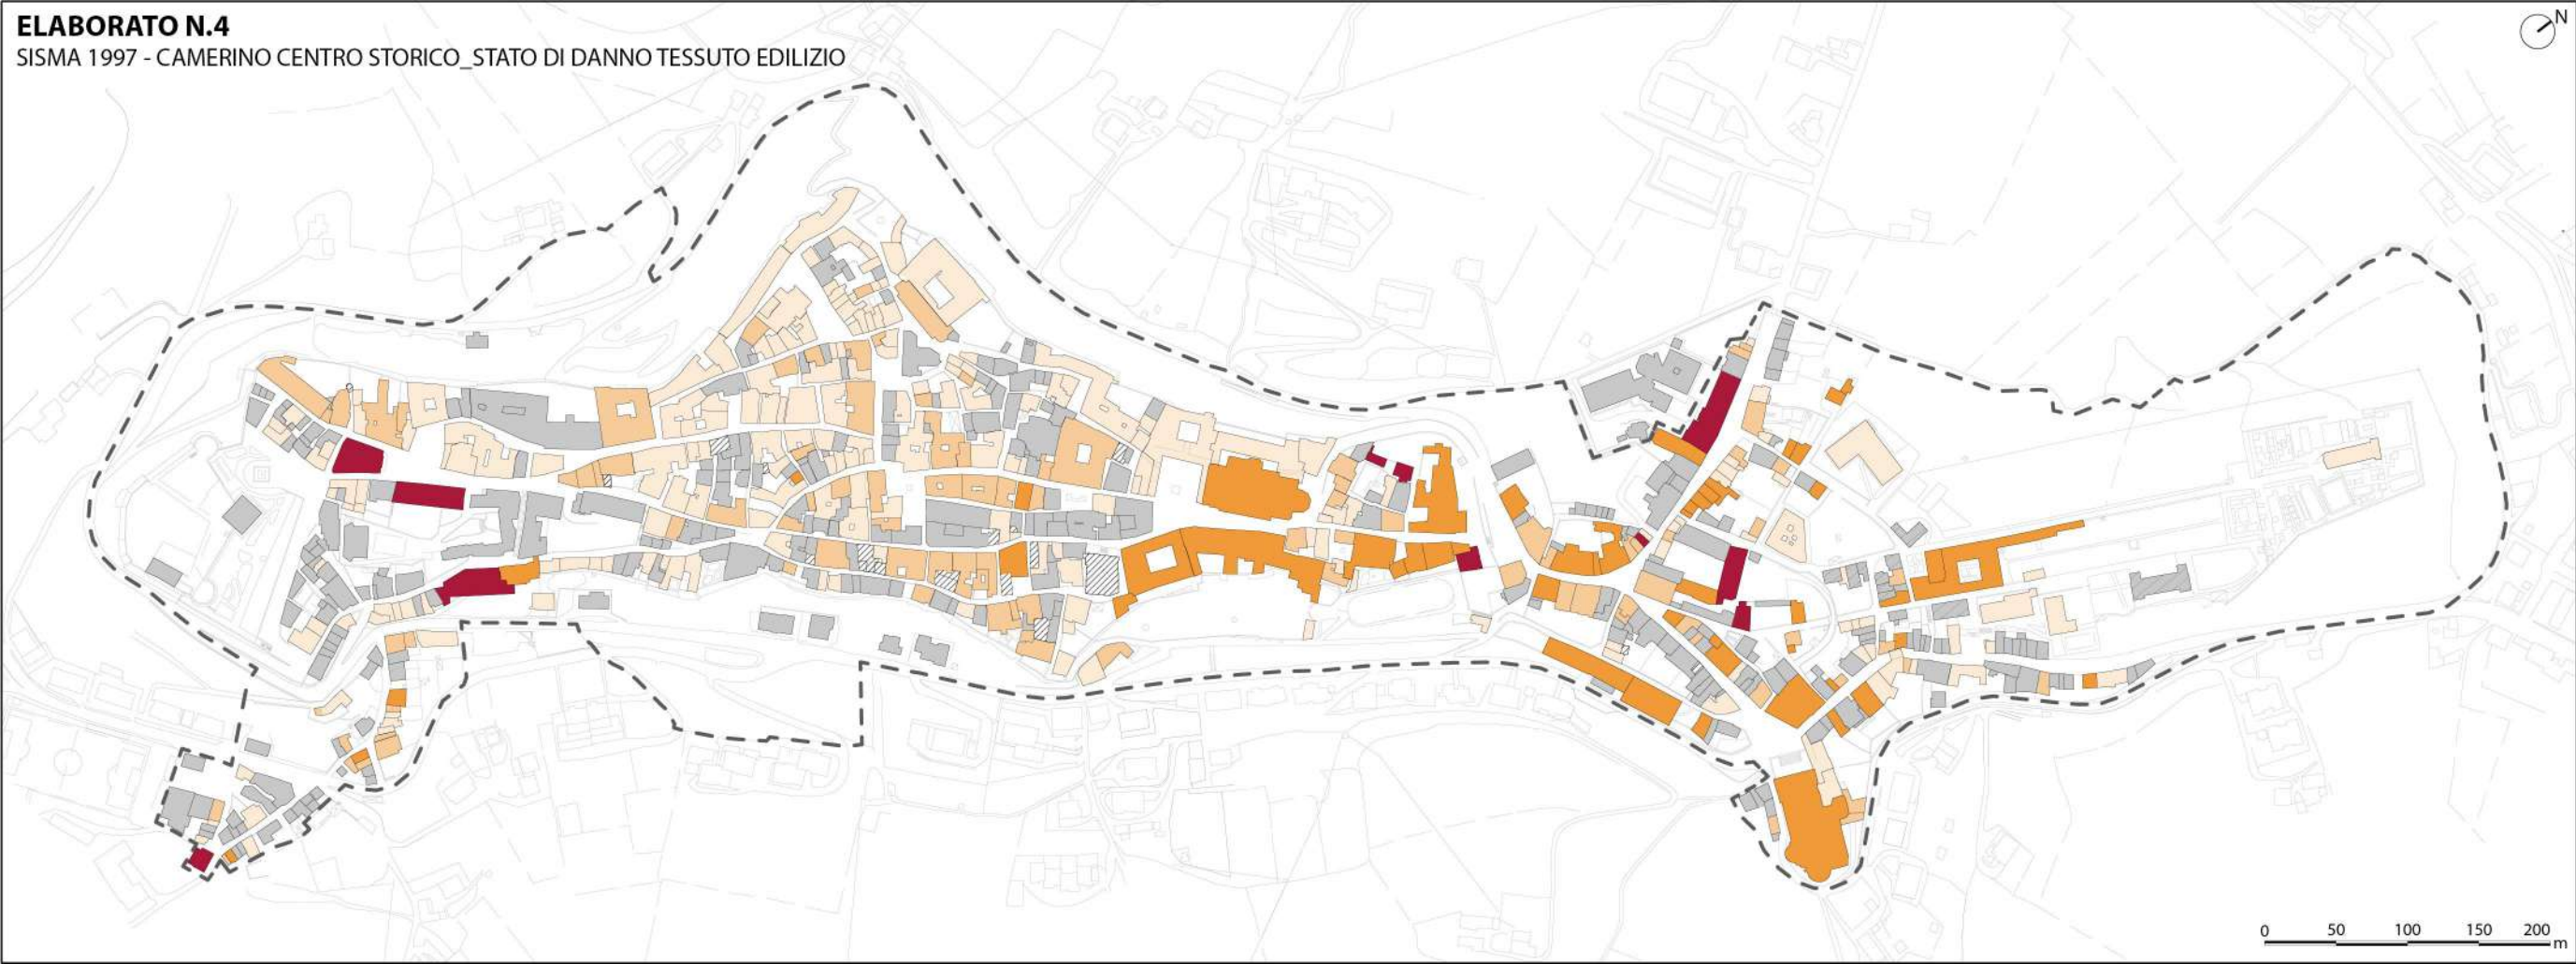 ELABORATO N.4
SISMA 1997 - CAMERINO CENTRO STORICO_STATO DI DANNO TESSUTO EDILIZIO
N
0 50 100 150 200
m